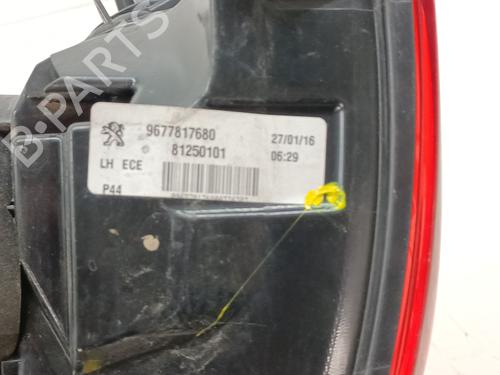 9677817680 27/01/16
81250101 06:29
LH ECE
P44
B-PARTS